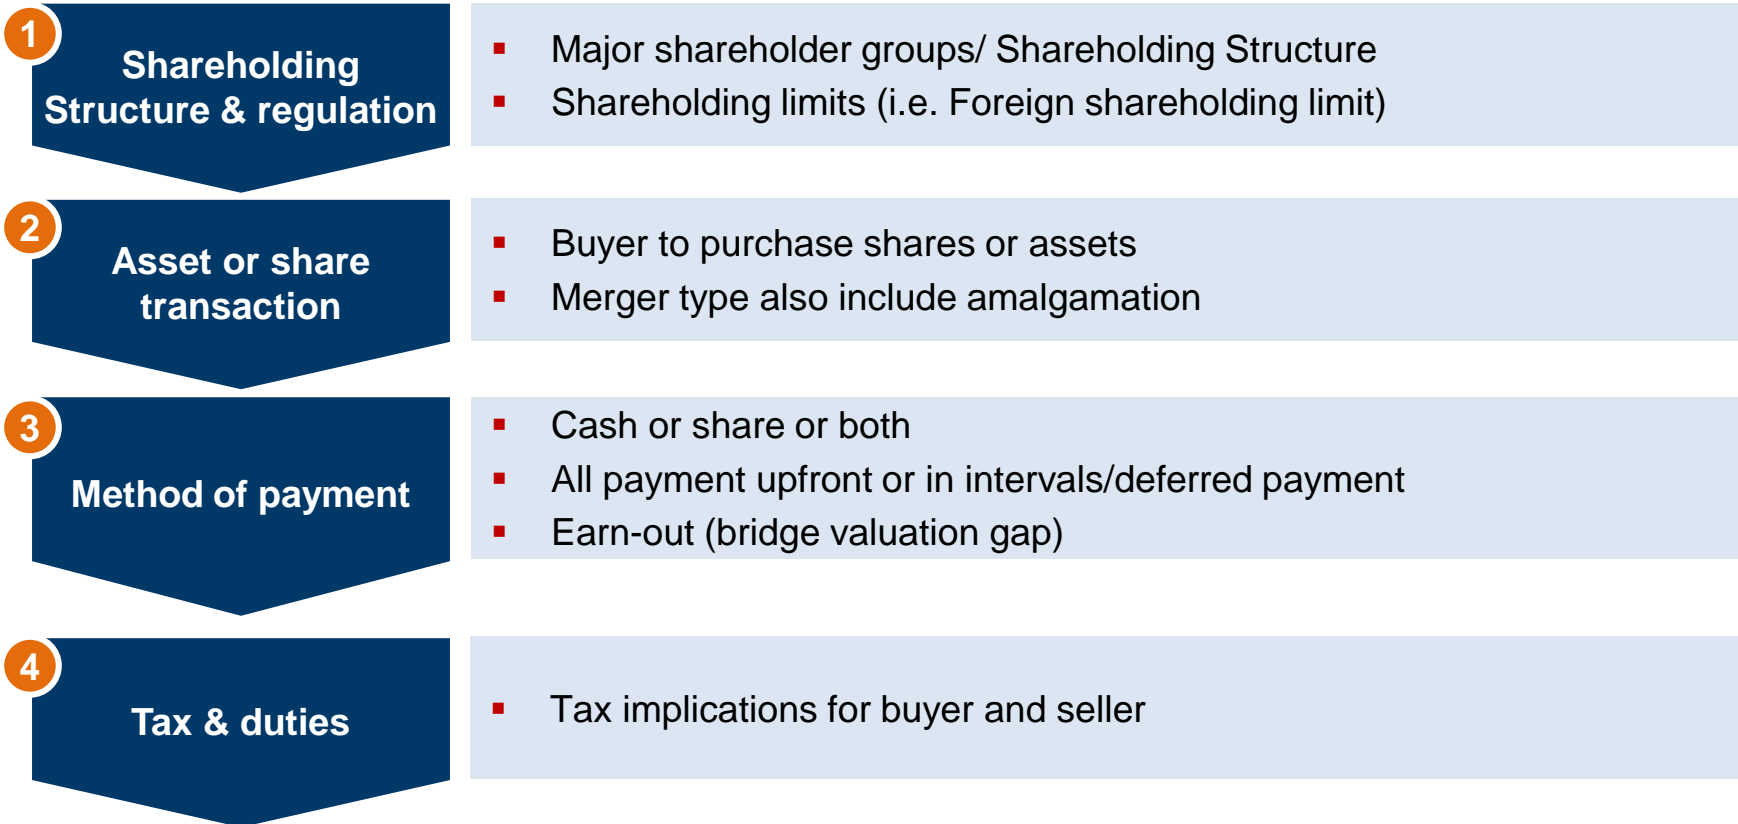 1
Shareholding
Structure & regulation
▪ Major shareholder groups/ Shareholding Structure
▪ Shareholding limits (i.e. Foreign shareholding limit)
2
Asset or share
transaction
▪ Buyer to purchase shares or assets
▪ Merger type also include amalgamation
3
Method of payment
▪ Cash or share or both
▪ All payment upfront or in intervals/deferred payment
▪ Earn-out (bridge valuation gap)
4
Tax & duties
▪ Tax implications for buyer and seller